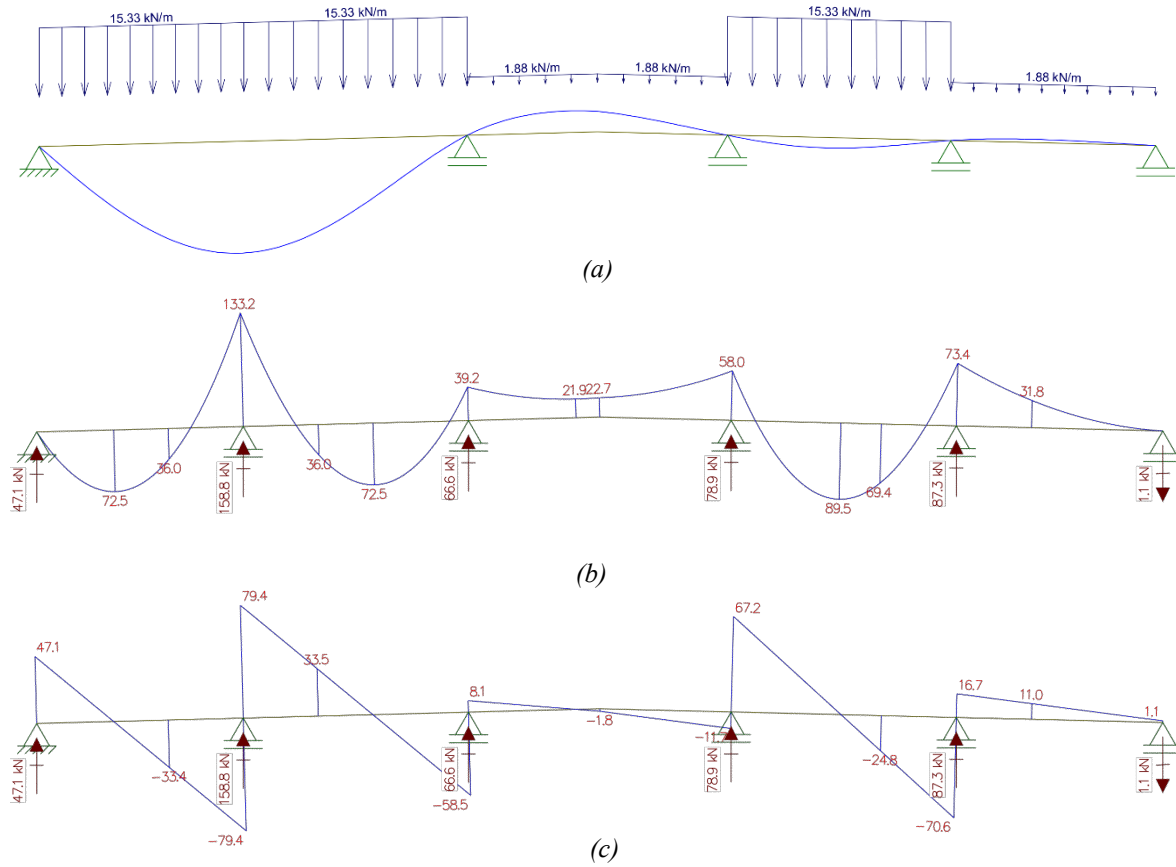 15.33 kN/m 15.33 kN/m 15.33 kN/m
1.88 kN/m 1.88 kN/m 1.88 kN/m
(a)
133.2
39.2 21.9 22.7 58.0 73.4 31.8
72.5 36.0 36.0 72.5 89.5 69.4
47.1 kN 158.8 kN 66.6 kN 78.9 kN 87.3 kN 1.1 kN
(b)
47.1 79.4 33.5 8.1 -1.8 67.2 16.7 11.0 1.1
-33.4 -79.4 -58.5 -11. -24.8 -70.6
47.1 kN 158.8 kN 66.6 kN 78.9 kN 87.3 kN 1.1 kN
(c)